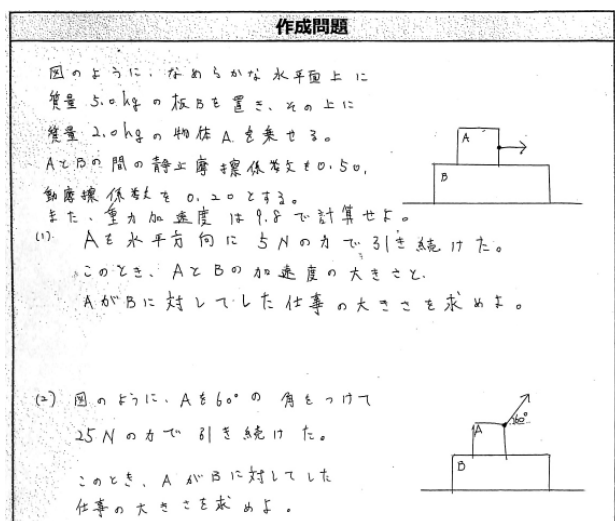 作成問題
図のように、なめらかな水平面上に
質量 5.0kgの板Bを置き、その上に
質量 2.0kgの物体Aを乗せる。
AとBの間の静止摩擦係数を0.50、
動摩擦係数を0.20とする。
また、重力加速度は9.8で計算せよ。
A
B
(1). Aを水平方向に5Nの力で引き続けた。
このとき、AとBの加速度の大きさと、
AがBに対してした仕事の大きさを求めよ。
(2) 図のように、Aを60°の角をつけて
25Nの力で引き続けた。
このとき、AがBに対してした
仕事の大きさを求めよ。
60°
A
B